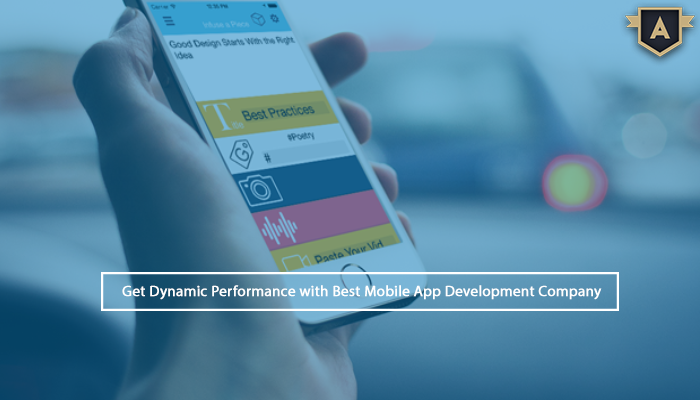 A
Infuse a Piece
Good Design Starts With the Right
Idea
T Best Practices
#Poetry
#
Paste Your Vid
Get Dynamic Performance with Best Mobile App Development Company